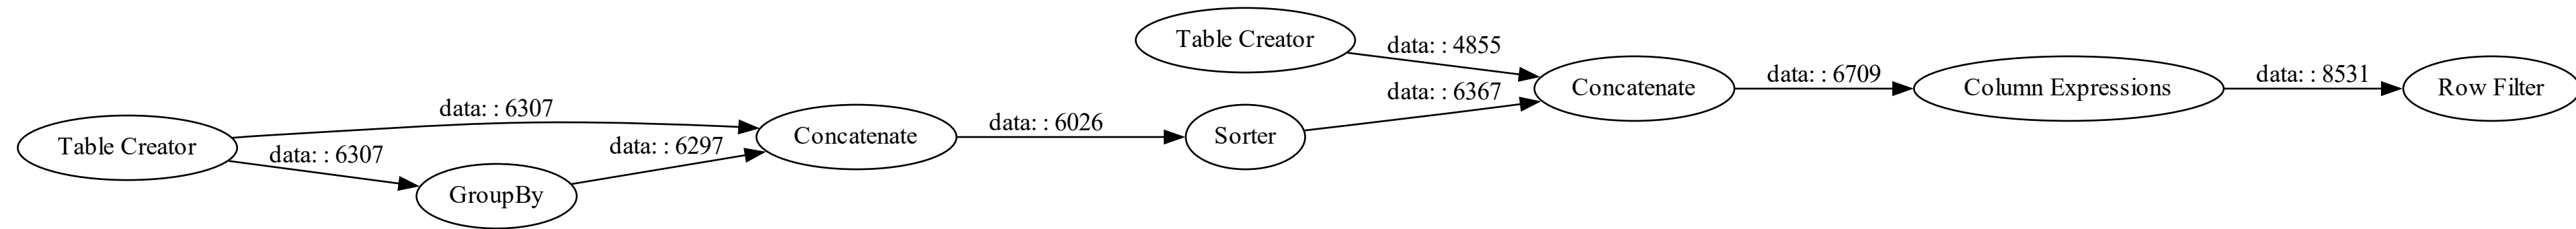 Table Creator
data: : 4855
Concatenate
data: : 6709
Column Expressions
data: : 8531
Row Filter
data: : 6367
data: : 6307
Concatenate
data: : 6026
Sorter
Table Creator
data: : 6307
data: : 6297
GroupBy